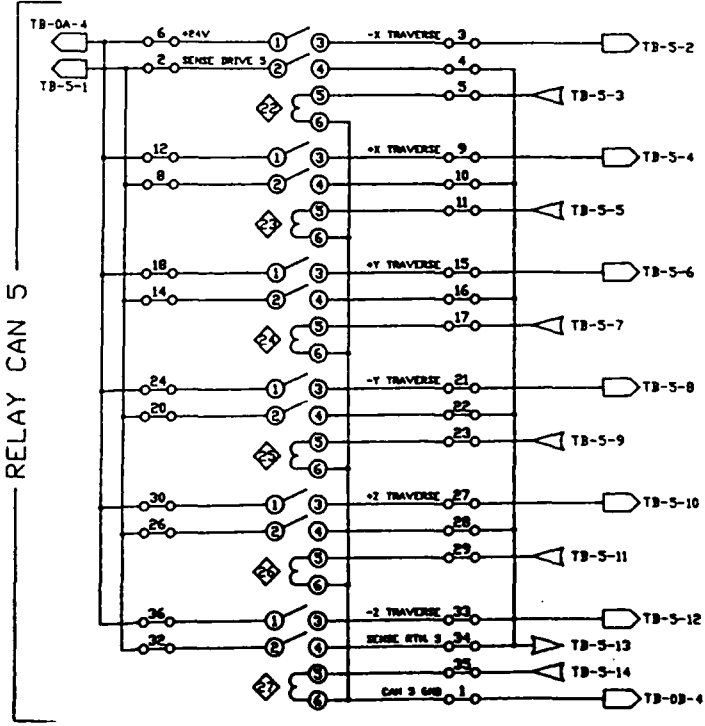 TB-0A-4 6 +24V 1 3 -X TRAVERSE 3 TB-5-2
TB-5-1 2 SENSE DRIVE 5 2 4 4
22 5 5 TB-5-3
6
12 1 3 +X TRAVERSE 9 TB-5-4
8 2 4 10
23 5 11 TB-5-5
6
18 1 3 +Y TRAVERSE 15 TB-5-6
14 2 4 16
24 5 17 TB-5-7
6
24 1 3 -Y TRAVERSE 21 TB-5-8
20 2 4 22
25 5 23 TB-5-9
6
30 1 3 +Z TRAVERSE 27 TB-5-10
26 2 4 28
26 5 29 TB-5-11
6
36 1 3 -Z TRAVERSE 33 TB-5-12
32 2 4 SENSE RTN 5 34 TB-5-13
27 5 35 TB-5-14
6 CAN 5 GND 1 TB-0B-4
RELAY CAN 5